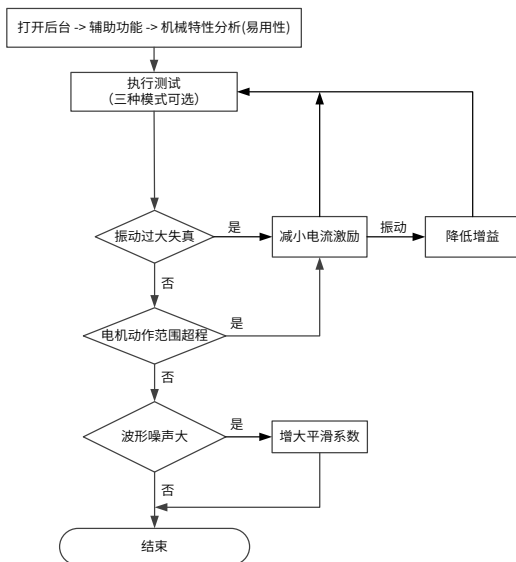 打开后台 -> 辅助功能 -> 机械特性分析(易用性)
执行测试
（三种模式可选）
振动过大失真
是
减小电流激励
振动
降低增益
否
电机动作范围超程
是
否
波形噪声大
是
增大平滑系数
否
结束